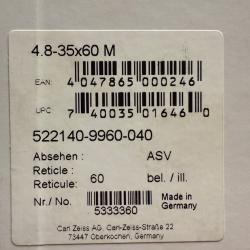 4.8-35x60 M
EAN: 4 047865 000246
UPC: 7 40035 01646 0
522140-9960-040
Absehen : ASV
Reticle :
Reticule: 60 bel. / ill.
Nr./ No. 5333360 Made in Germany
Carl Zeiss AG, Carl-Zeiss-Straße 22
73447 Oberkochen, Germany